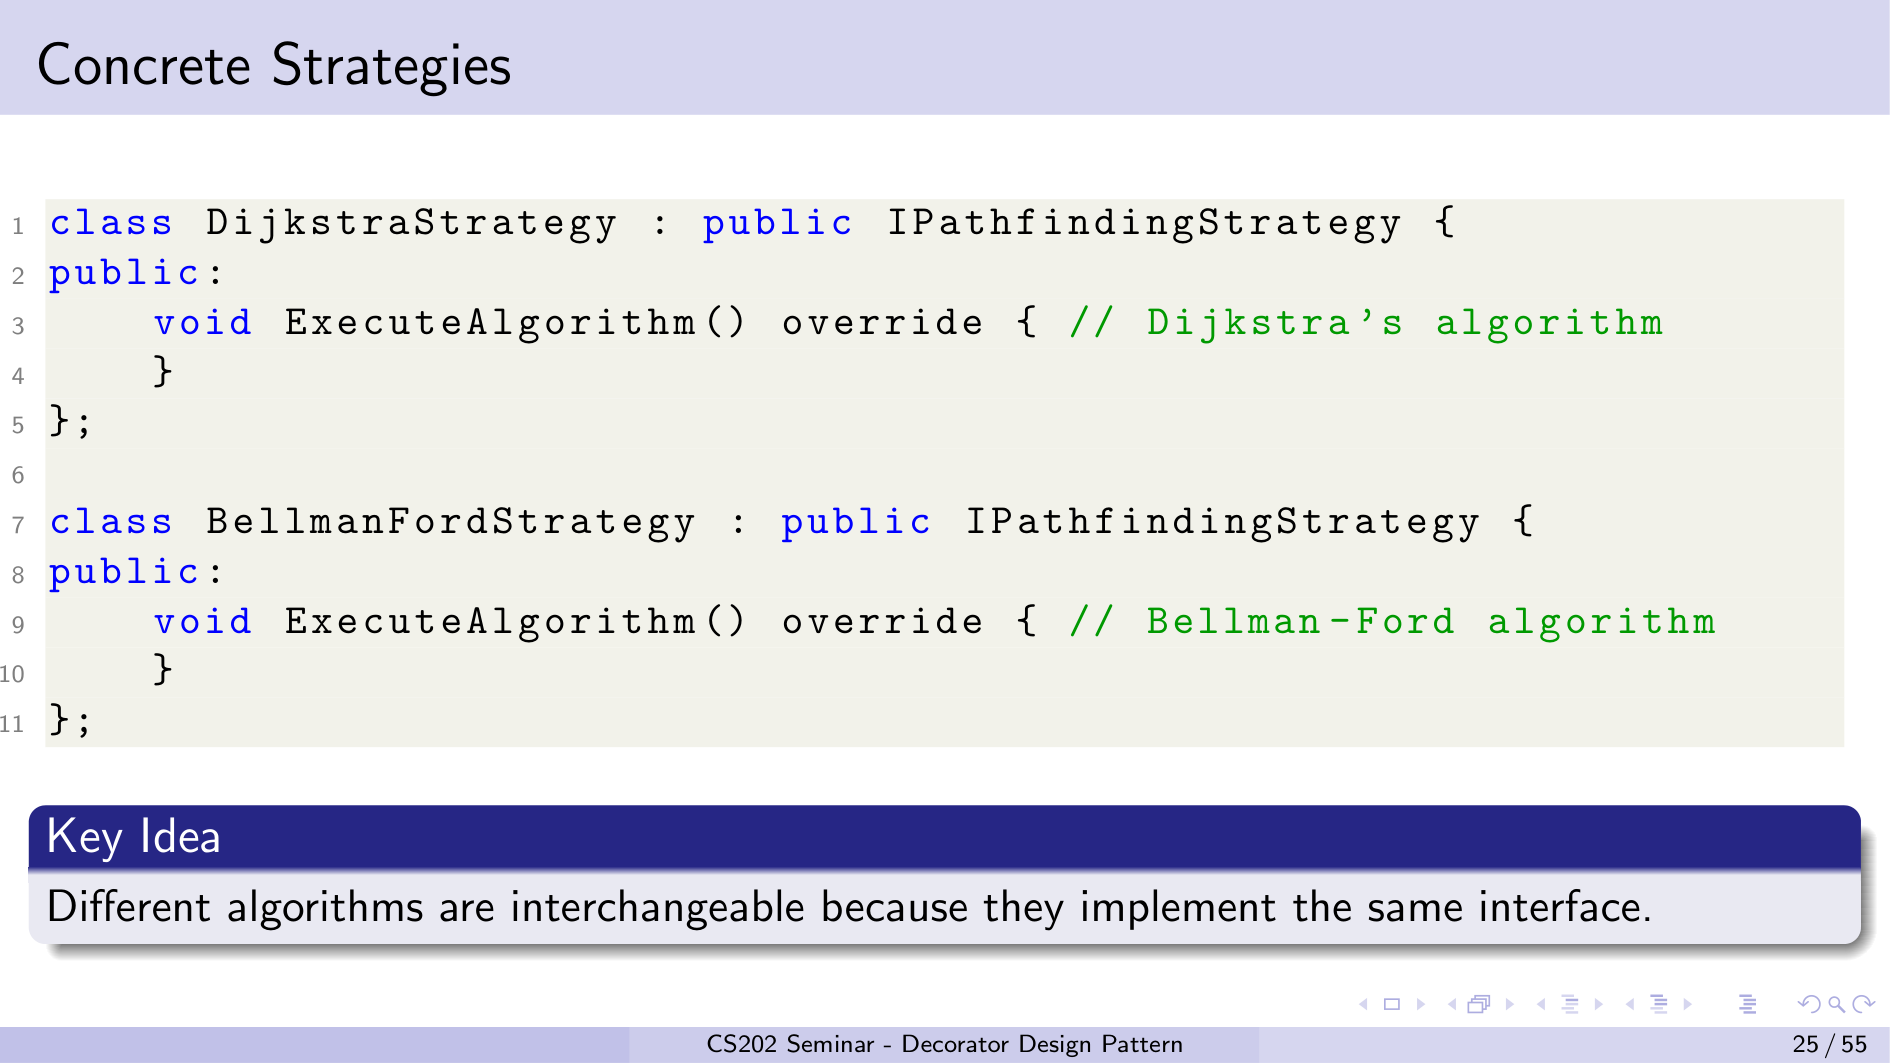 Concrete Strategies
1 class DijkstraStrategy : public IPathfindingStrategy {
2 public:
3     void ExecuteAlgorithm() override { // Dijkstra's algorithm
4     }
5 };
6
7 class BellmanFordStrategy : public IPathfindingStrategy {
8 public:
9     void ExecuteAlgorithm() override { // Bellman-Ford algorithm
10     }
11 };
Key Idea
Different algorithms are interchangeable because they implement the same interface.
CS202 Seminar - Decorator Design Pattern 25 / 55